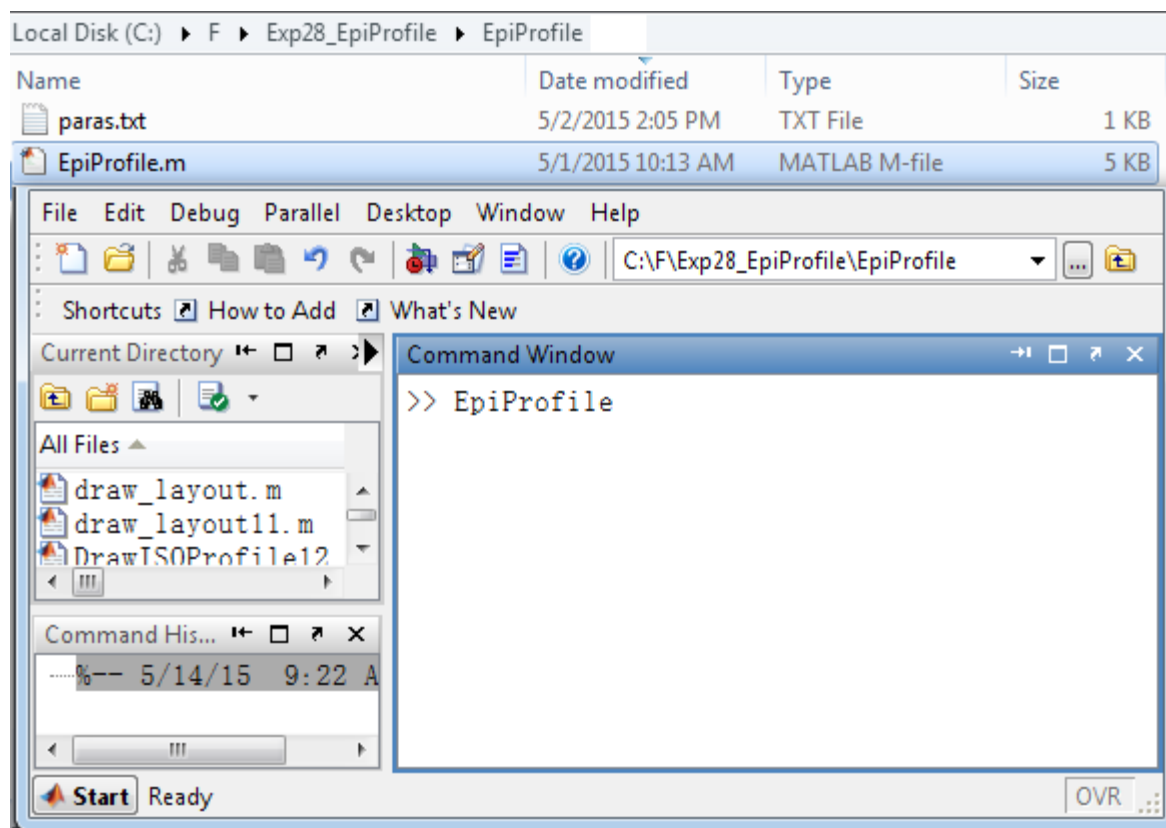 Local Disk (C:) ▸ F ▸ Exp28_EpiProfile ▸ EpiProfile
Name Date modified Type Size
paras.txt 5/2/2015 2:05 PM TXT File 1 KB
EpiProfile.m 5/1/2015 10:13 AM MATLAB M-file 5 KB
File Edit Debug Parallel Desktop Window Help
C:\F\Exp28_EpiProfile\EpiProfile ...
Shortcuts How to Add What's New
Current Directory
Command Window
>> EpiProfile
All Files
draw_layout.m
draw_layout11.m
DrawISOProfile12
Command His...
%-- 5/14/15 9:22 A
Start Ready OVR